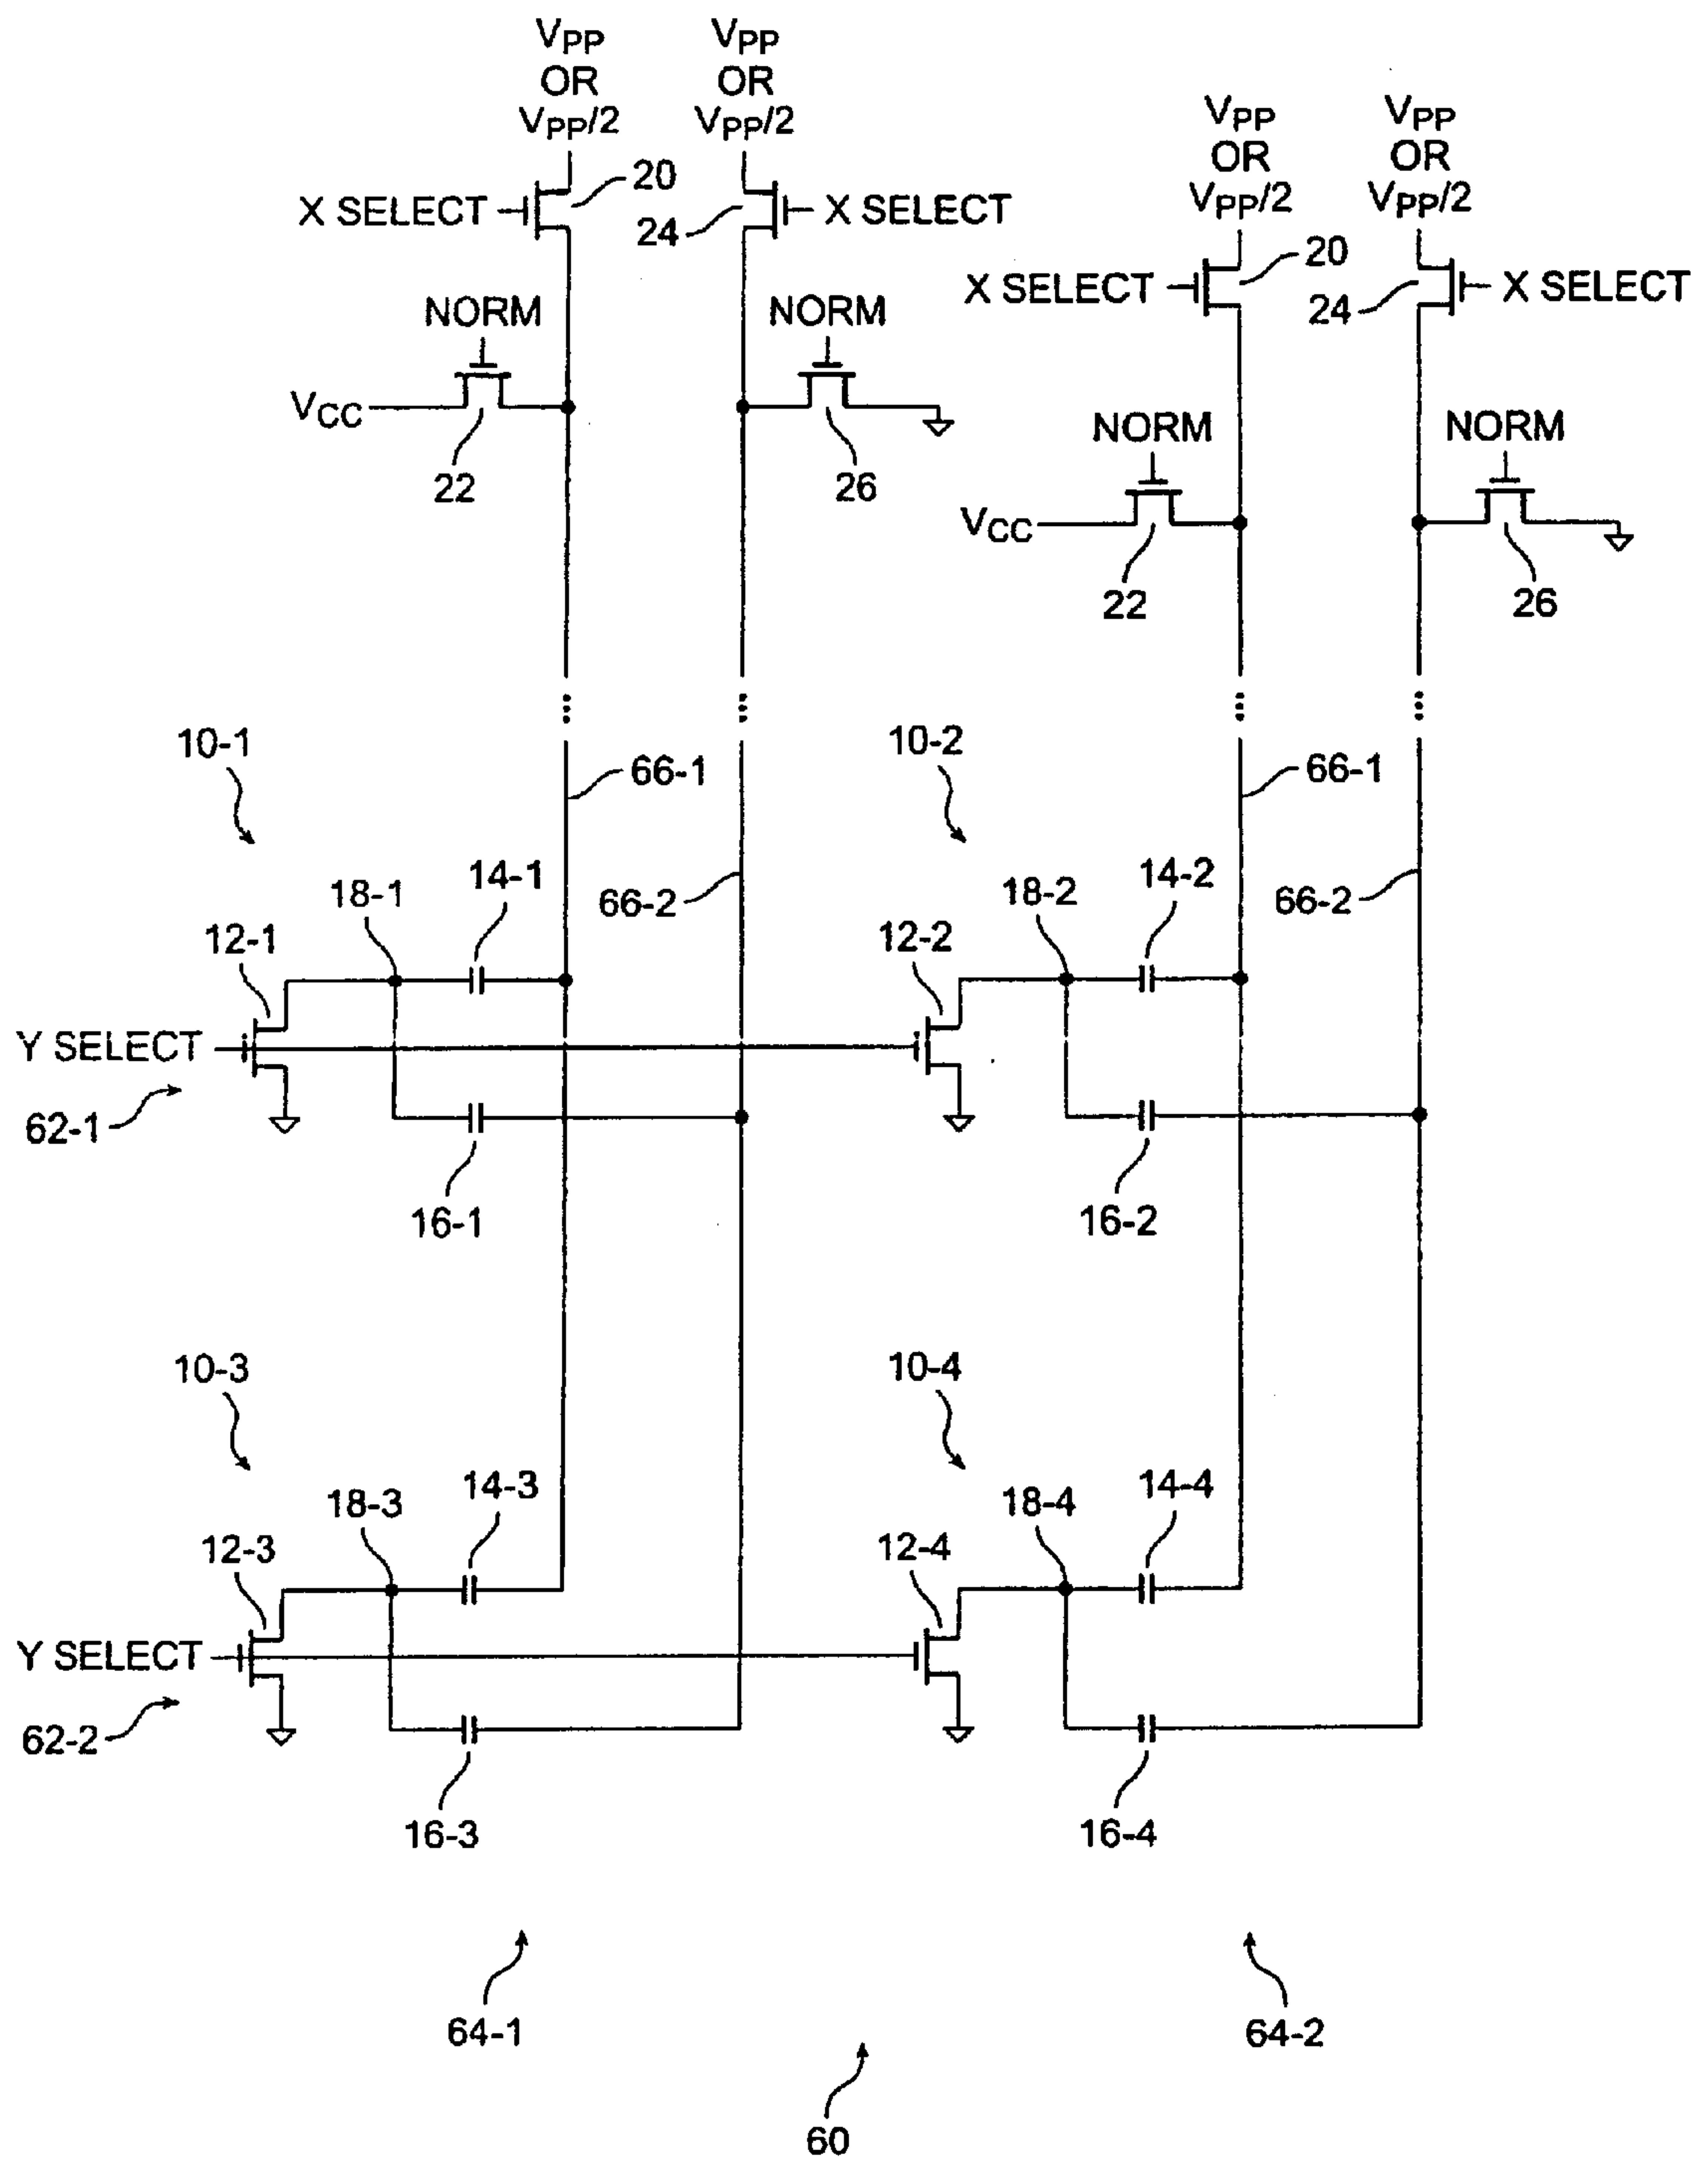 VPP
OR
VPP/2
VPP
OR
VPP/2
VPP
OR
VPP/2
VPP
OR
VPP/2
X SELECT
20
24
X SELECT
X SELECT
20
24
X SELECT
NORM
NORM
VCC
22
26
NORM
NORM
VCC
22
26
10-1
66-1
10-2
66-1
18-1
14-1
66-2
18-2
14-2
66-2
12-1
12-2
Y SELECT
62-1
16-1
16-2
10-3
10-4
18-3
14-3
18-4
14-4
12-3
12-4
Y SELECT
62-2
16-3
16-4
64-1
64-2
60